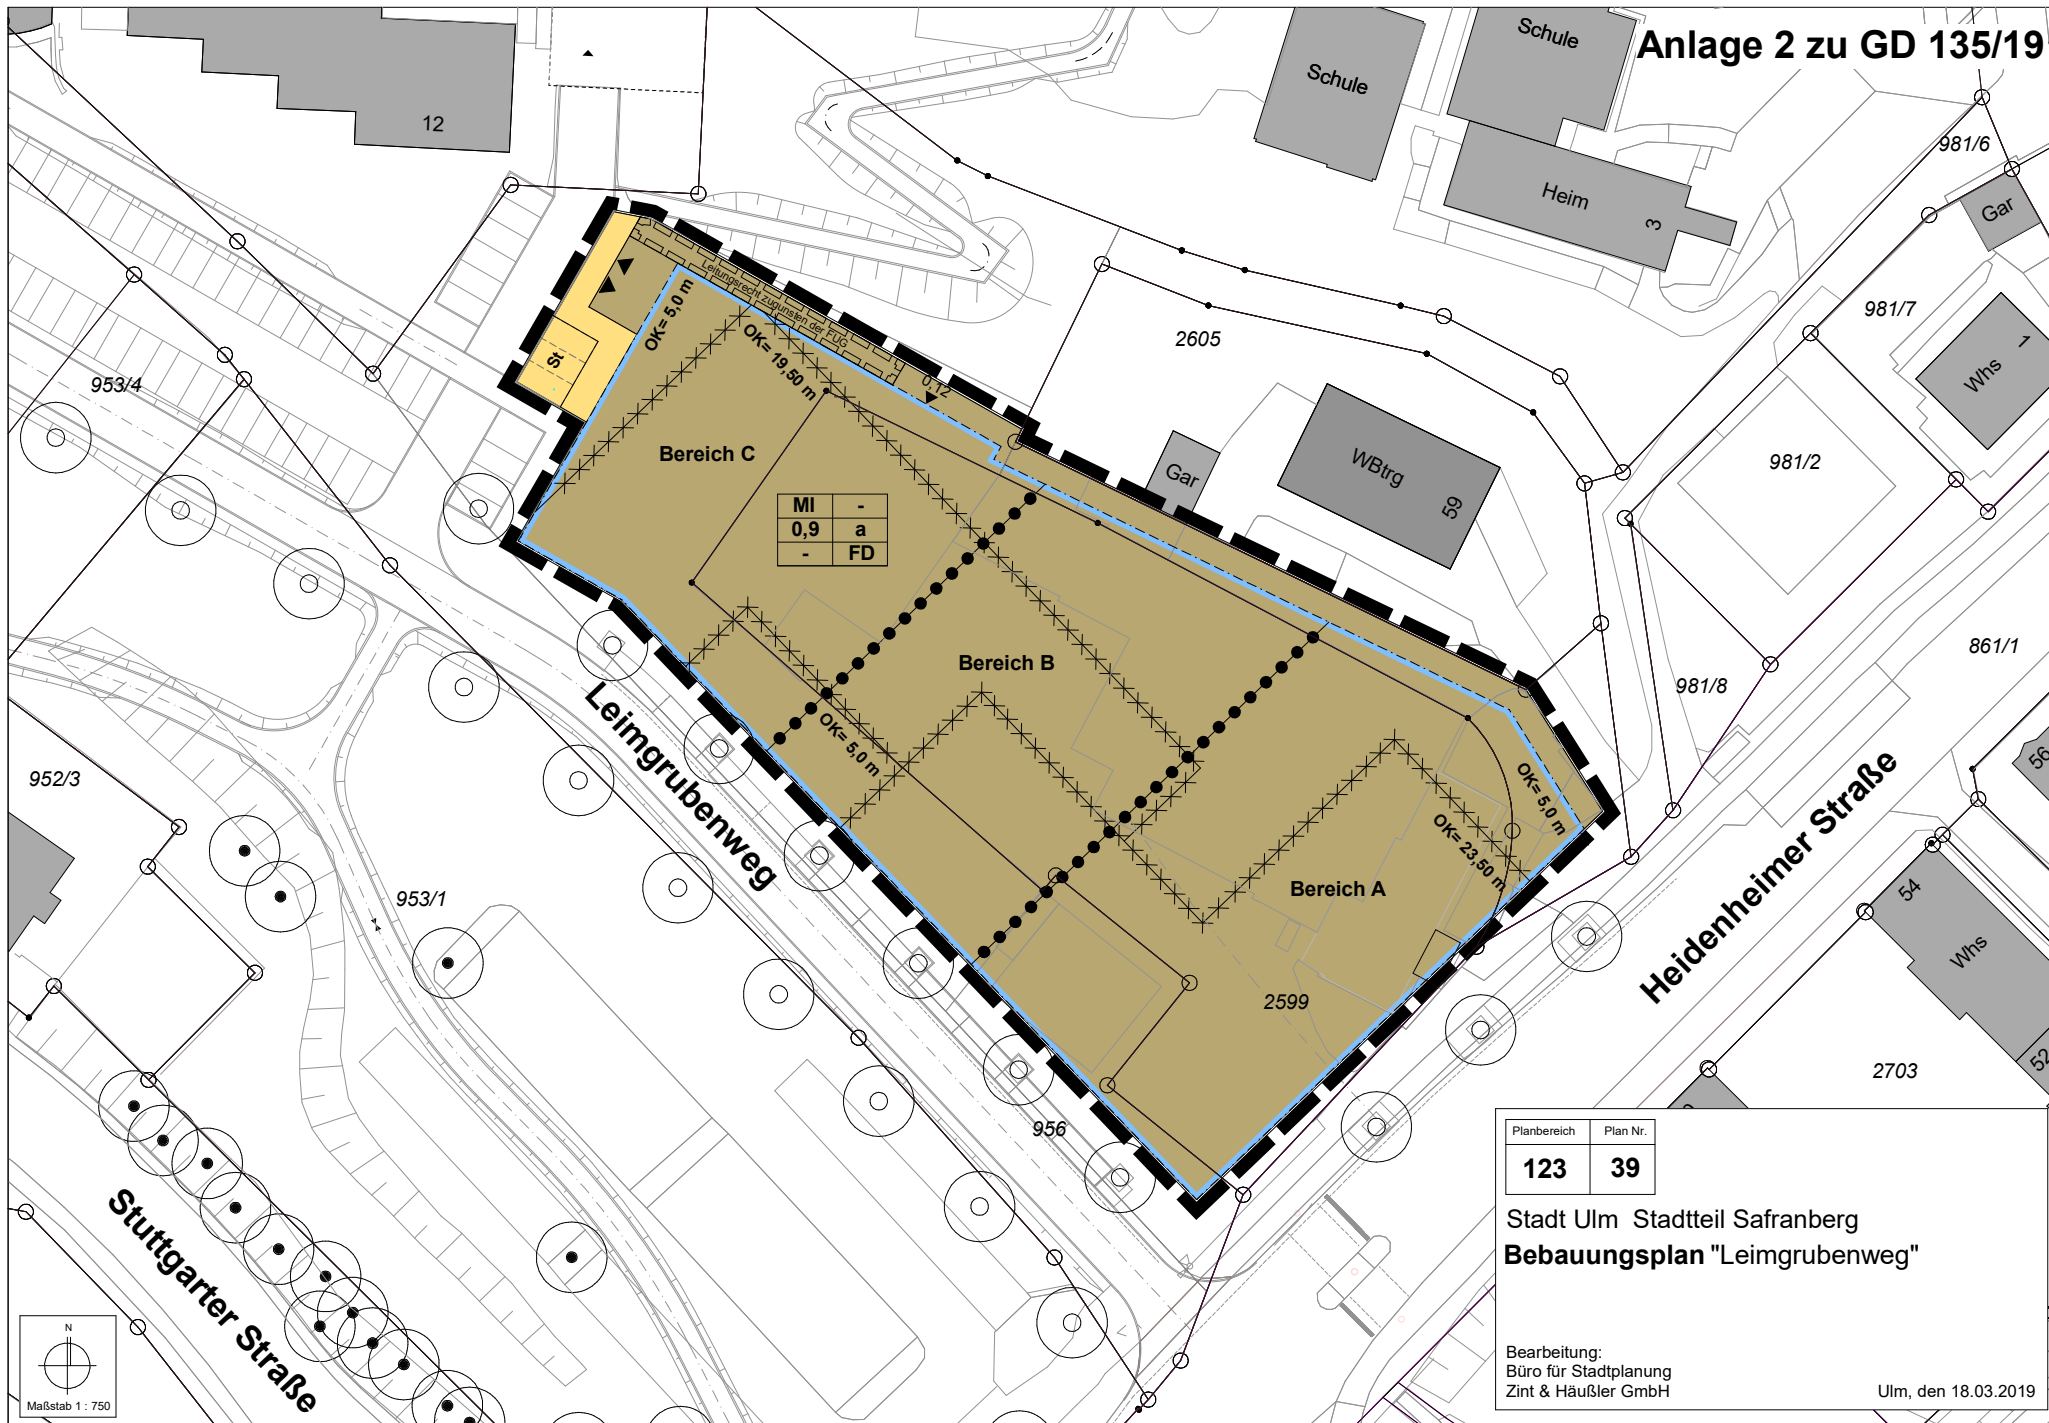 Anlage 2 zu GD 135/19
Schule
Schule
12
Heim
3
981/6
Gar
981/7
Whs
1
2605
981/2
WBtrg
59
Gar
953/4
St
Leitungsrecht zugunsten der FUG
OK= 5,0 m
OK= 19,50 m
0,12
Bereich C
MI -
0,9 a
- FD
Bereich B
OK= 5,0 m
Bereich A
OK= 5,0 m
OK= 23,50 m
2599
861/1
981/8
56
Leimgrubenweg
Heidenheimer Straße
952/3
953/1
54
Whs
52
2703
956
Stuttgarter Straße
Planbereich Plan Nr.
123 39
Stadt Ulm Stadtteil Safranberg
Bebauungsplan "Leimgrubenweg"
Bearbeitung:
Büro für Stadtplanung
Zint & Häußler GmbH
Ulm, den 18.03.2019
N
Maßstab 1 : 750